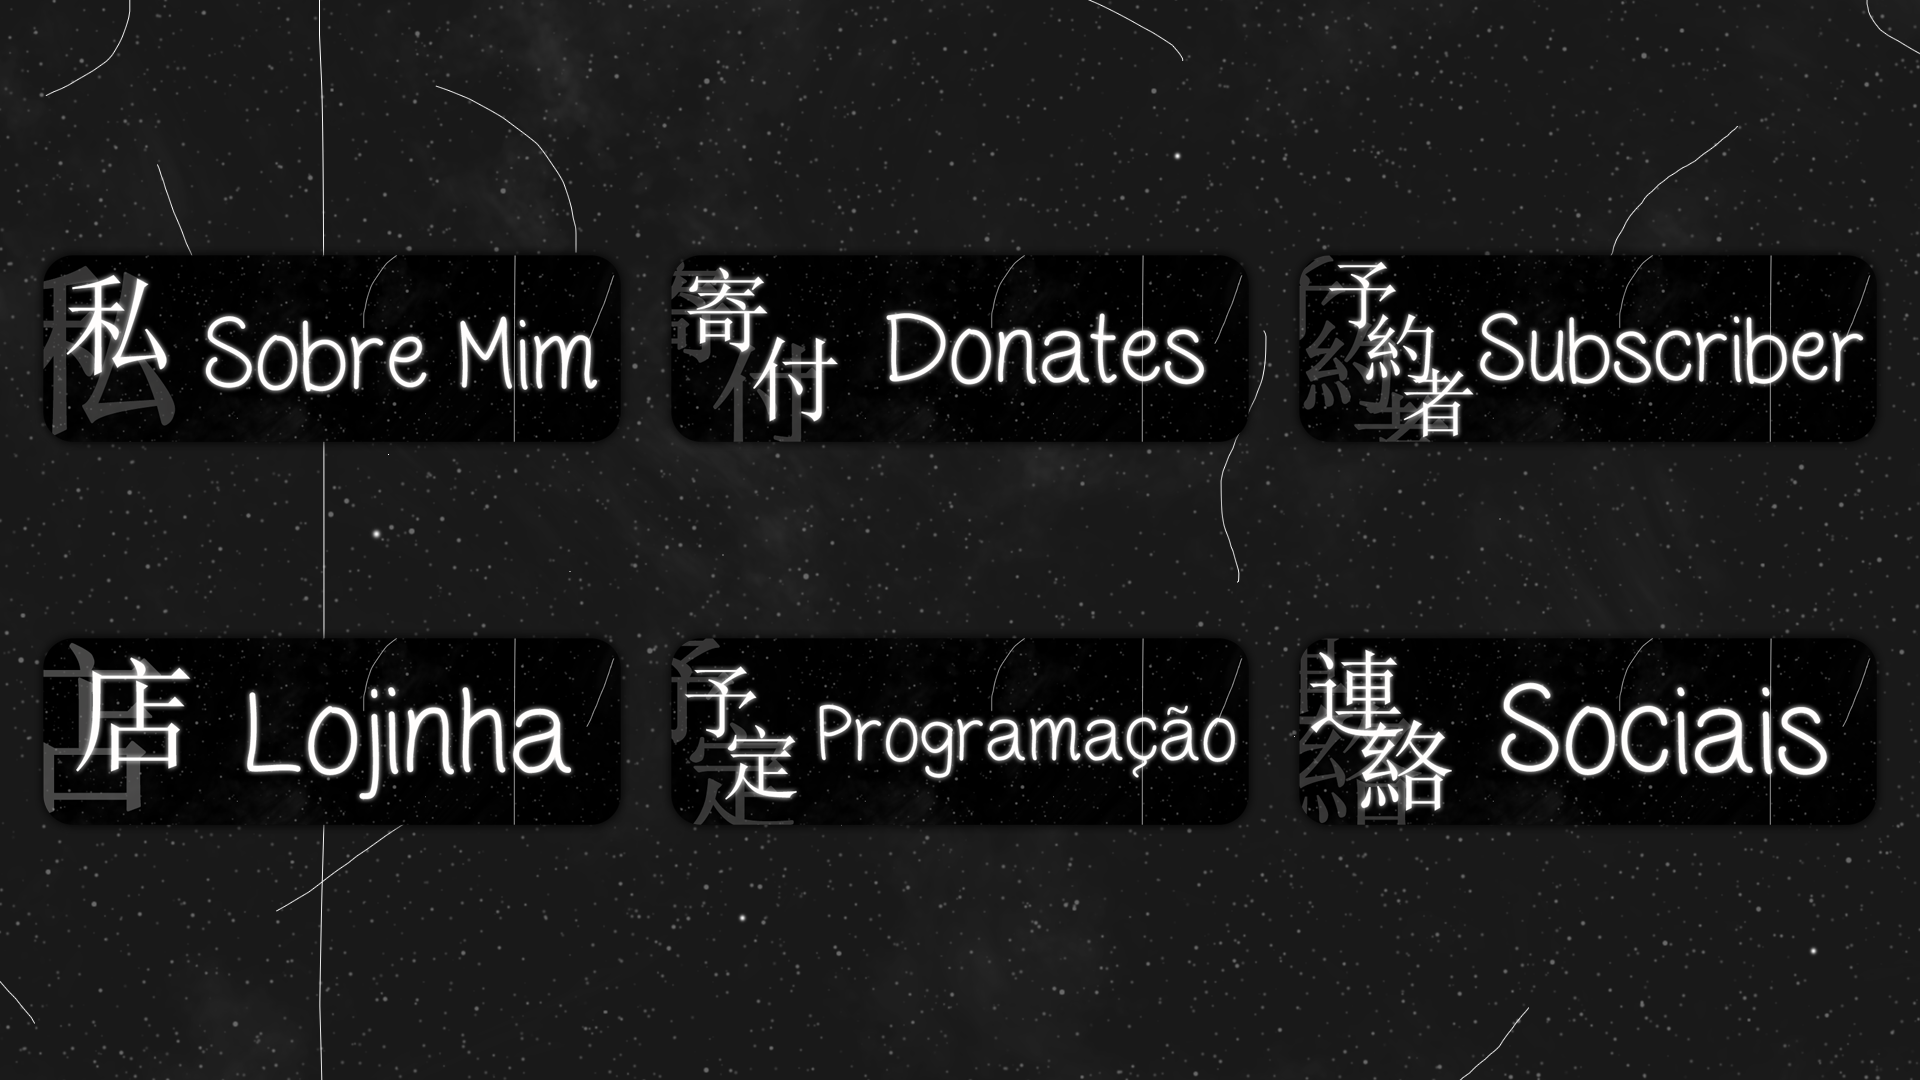 私 Sobre Mim
寄付 Donates
予約者 Subscriber
店 Lojinha
予定 Programação
連絡 Sociais